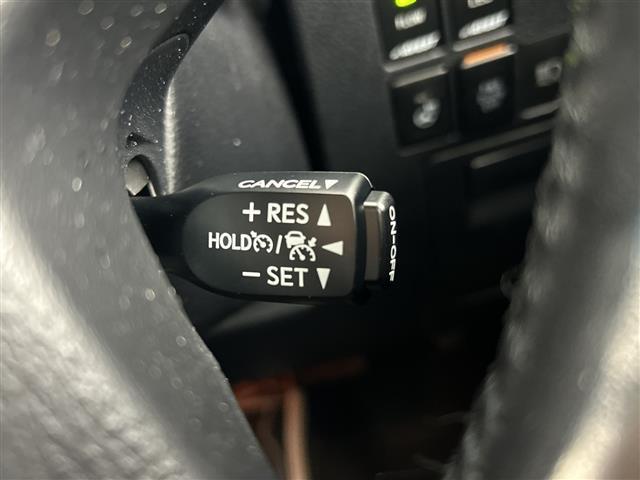 CANCEL▼
+ RES ▲
HOLD / ◀
− SET ▼
ON-OFF